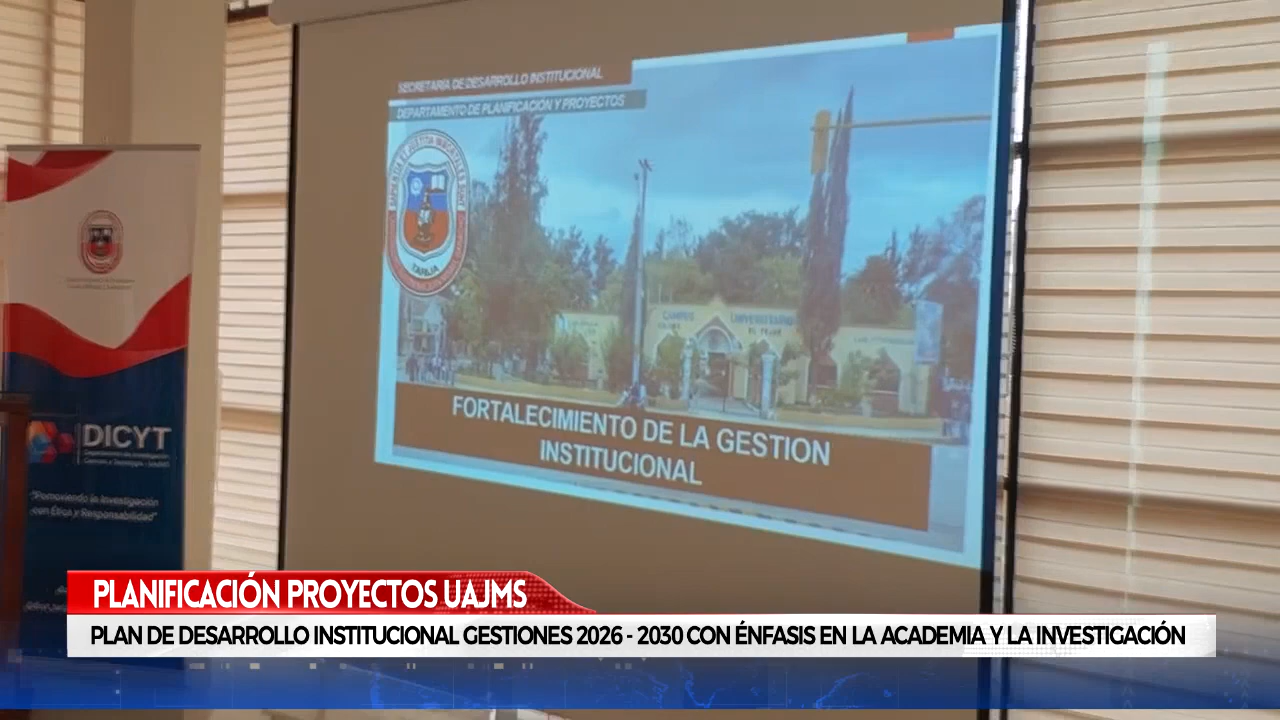 SECRETARIA DE DESARROLLO INSTITUCIONAL
DEPARTAMENTO DE PLANIFICACIÓN Y PROYECTOS
TARIJA
CAMPUS UNIVERSITARIO
EL TEJAR
FORTALECIMIENTO DE LA GESTION
INSTITUCIONAL
DICYT
"Promoviendo la Investigación
con Ética y Responsabilidad"
PLANIFICACIÓN PROYECTOS UAJMS
PLAN DE DESARROLLO INSTITUCIONAL GESTIONES 2026 - 2030 CON ÉNFASIS EN LA ACADEMIA Y LA INVESTIGACIÓN